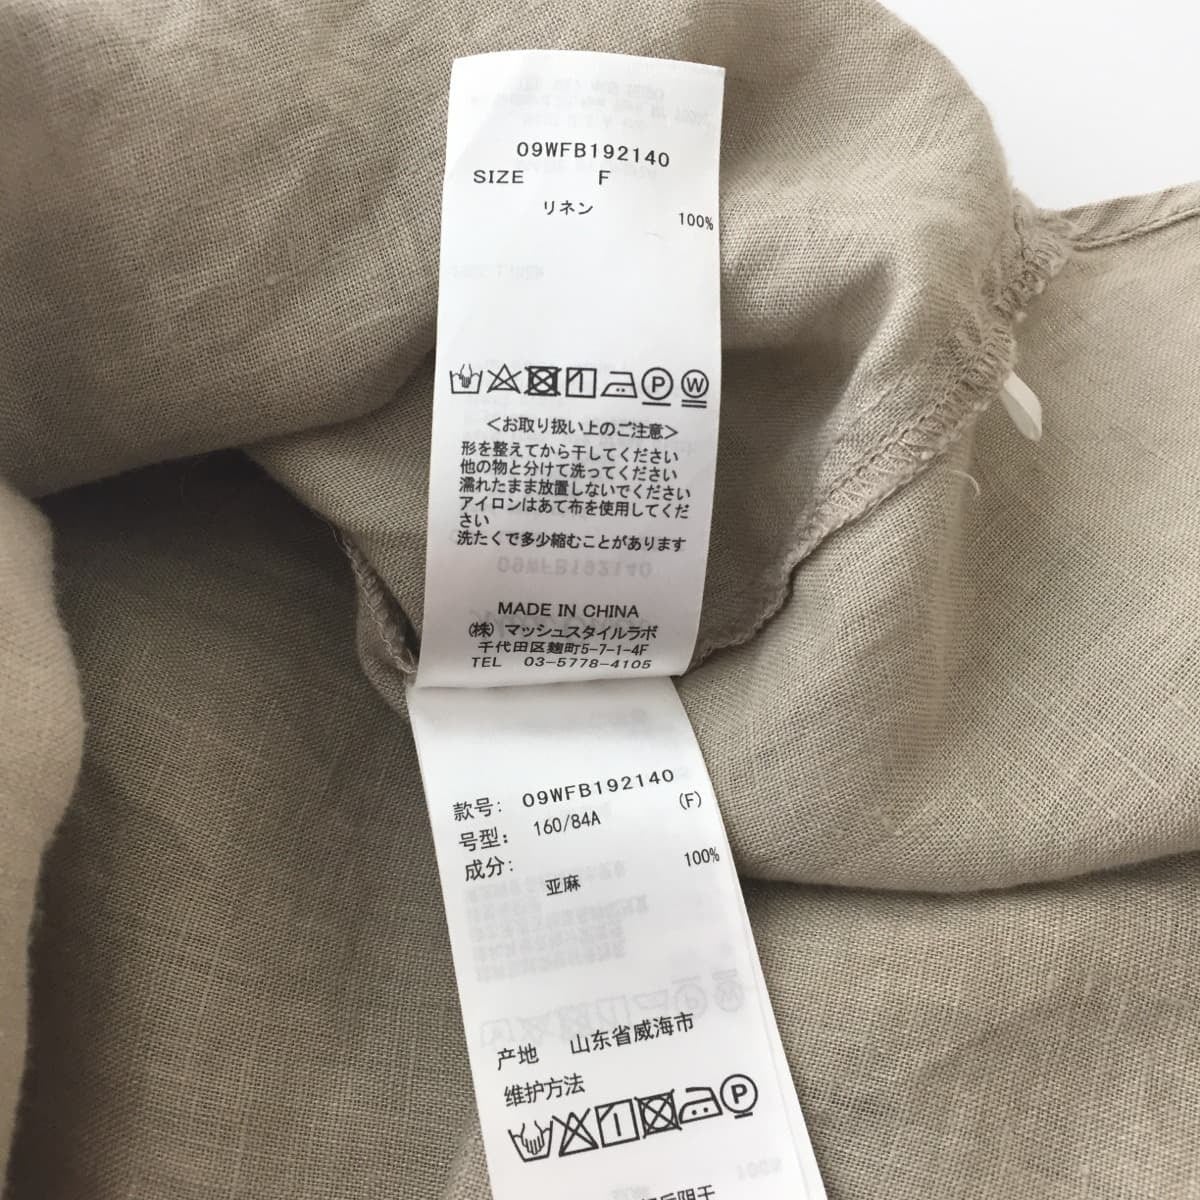 09WFB192140
SIZE F
リネン 100%
P W
＜お取り扱い上のご注意＞
形を整えてから干してください
他の物と分けて洗ってください
濡れたまま放置しないでください
アイロンはあて布を使用してくだ
さい
洗たくで多少縮むことがあります
MADE IN CHINA
㈱ マッシュスタイルラボ
千代田区麹町5-7-1-4F
TEL 03-5778-4105
款号: 09WFB192140
号型: 160/84A (F)
成分:
亚麻 100%
产地 山东省威海市
维护方法
P
阴干